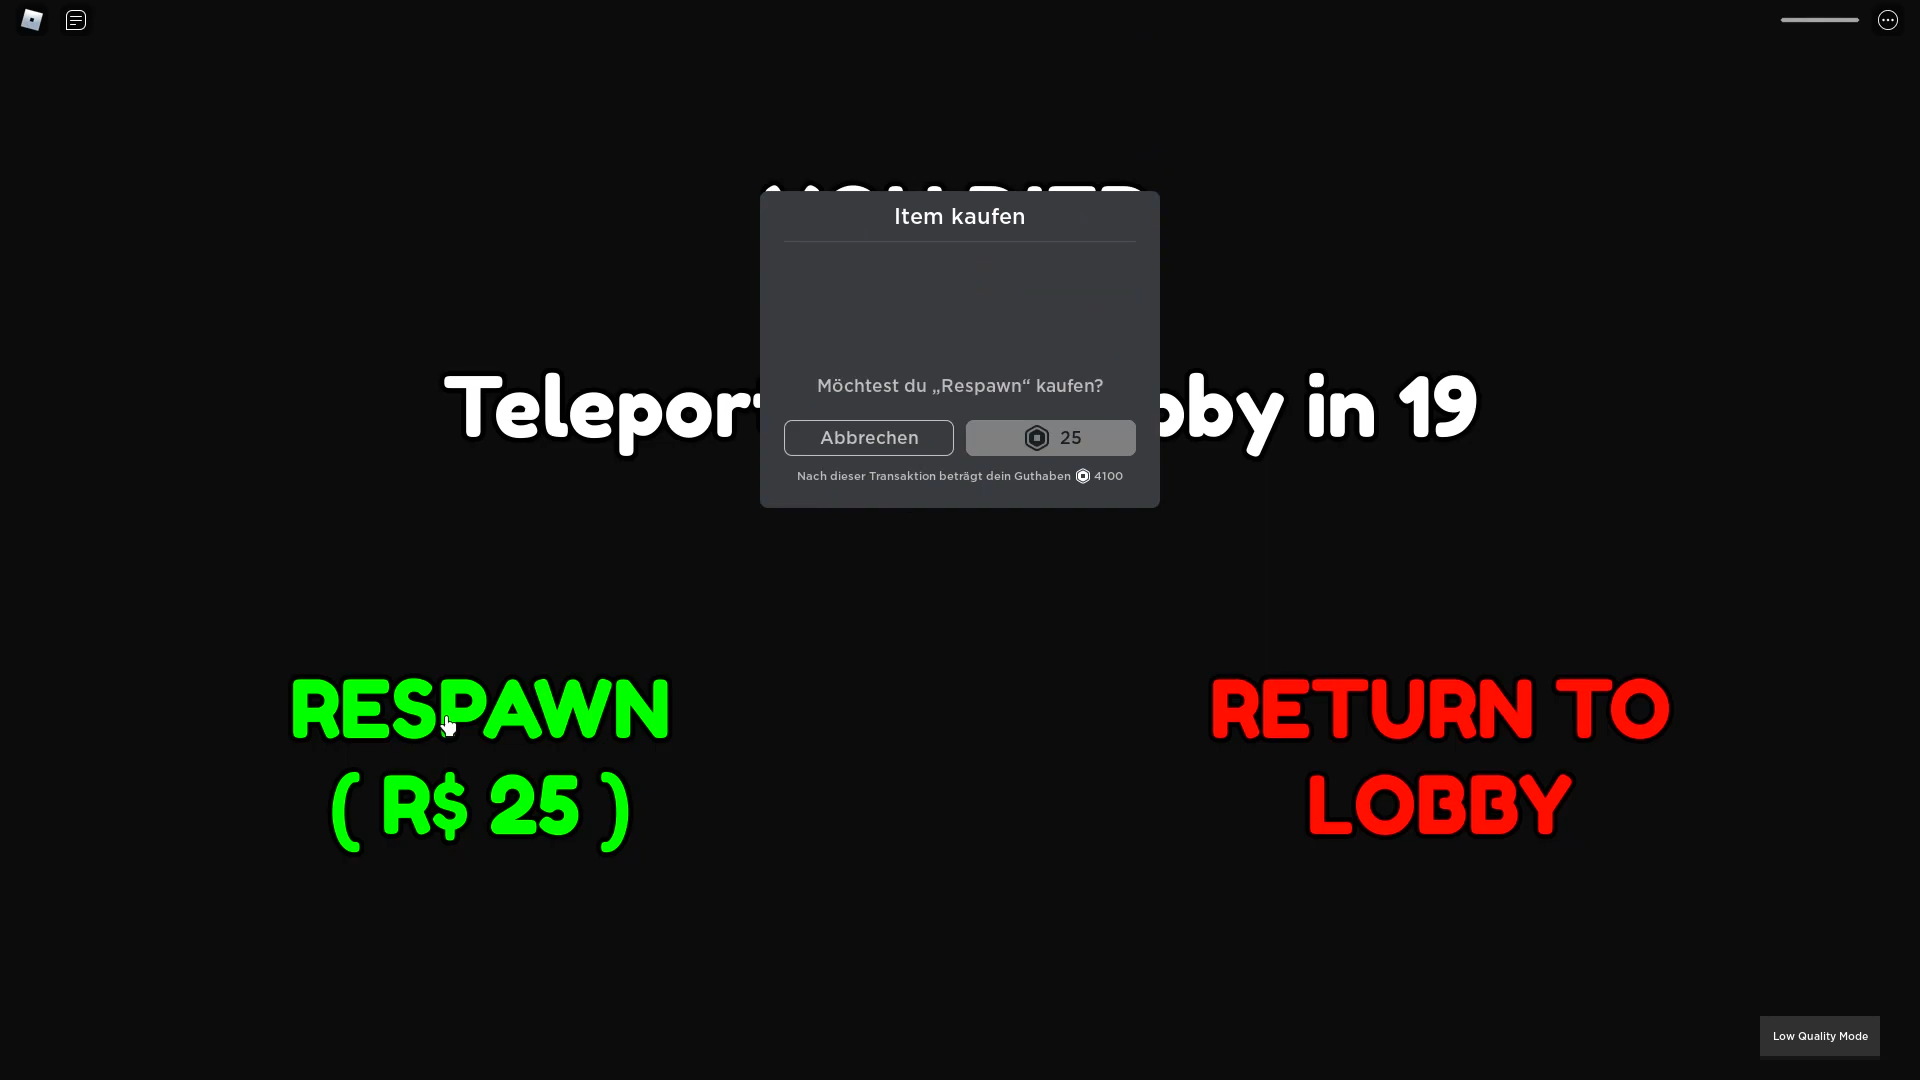 Item kaufen
Möchtest du „Respawn“ kaufen?
Teleport
bby in 19
Abbrechen
25
Nach dieser Transaktion beträgt dein Guthaben 4100
RESPAWN
( R$ 25 )
RETURN TO
LOBBY
Low Quality Mode